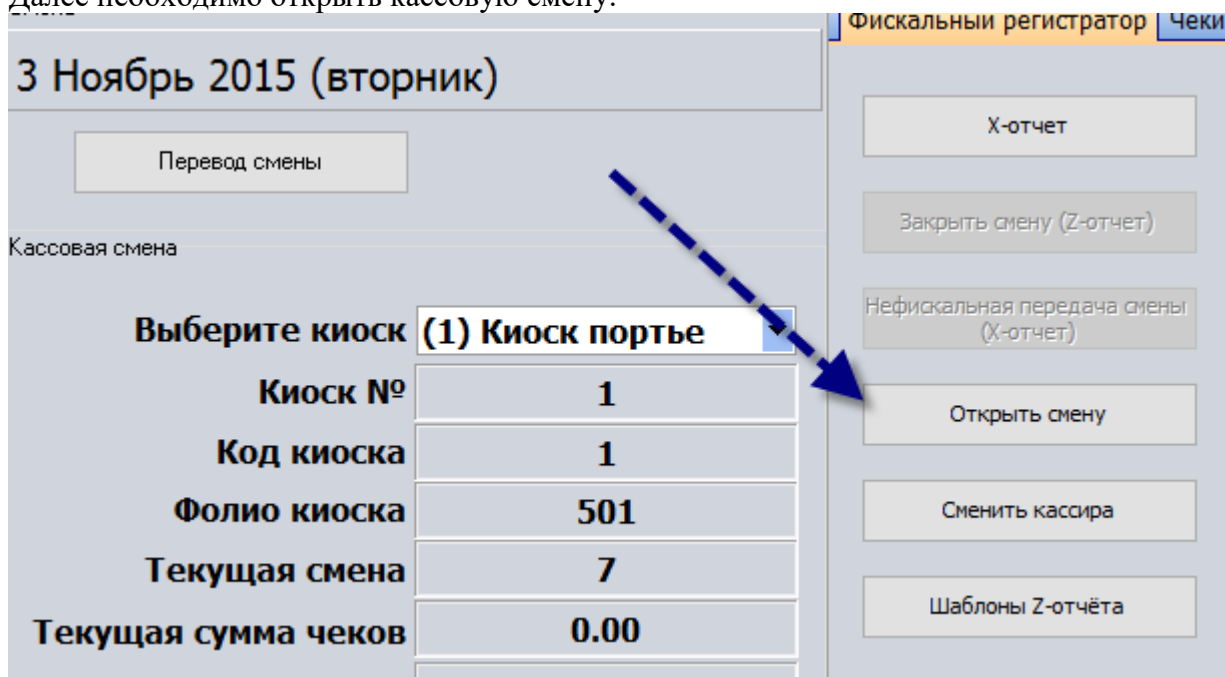 Далее необходимо открыть кассовую смену.
Фискальный регистратор Чеки
3 Ноябрь 2015 (вторник)
Перевод смены
Кассовая смена
Выберите киоск (1) Киоск портье
Киоск № 1
Код киоска 1
Фолио киоска 501
Текущая смена 7
Текущая сумма чеков 0.00
X-отчет
Закрыть смену (Z-отчет)
Нефискальная передача смены
(X-отчет)
Открыть смену
Сменить кассира
Шаблоны Z-отчёта